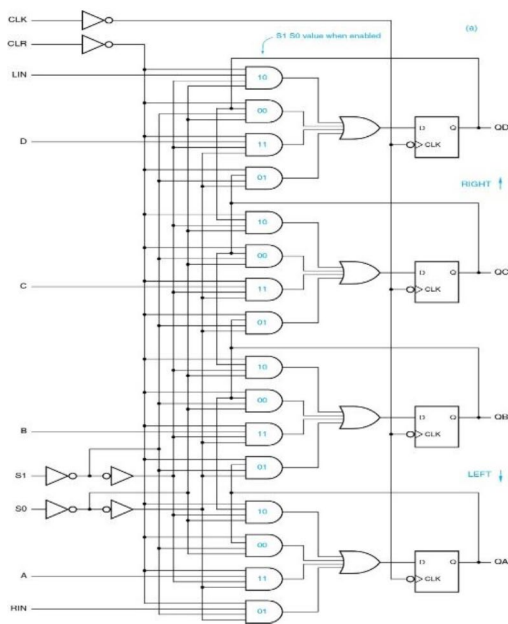 CLK
(a)
CLR
S1 S0 value when enabled
LIN
10
00
D
11
01
D Q
CLK
QD
RIGHT
10
00
C
11
01
D Q
CLK
QC
10
00
B
11
01
D Q
CLK
QB
S1
S0
LEFT
10
00
A
11
HIN
01
D Q
CLK
QA